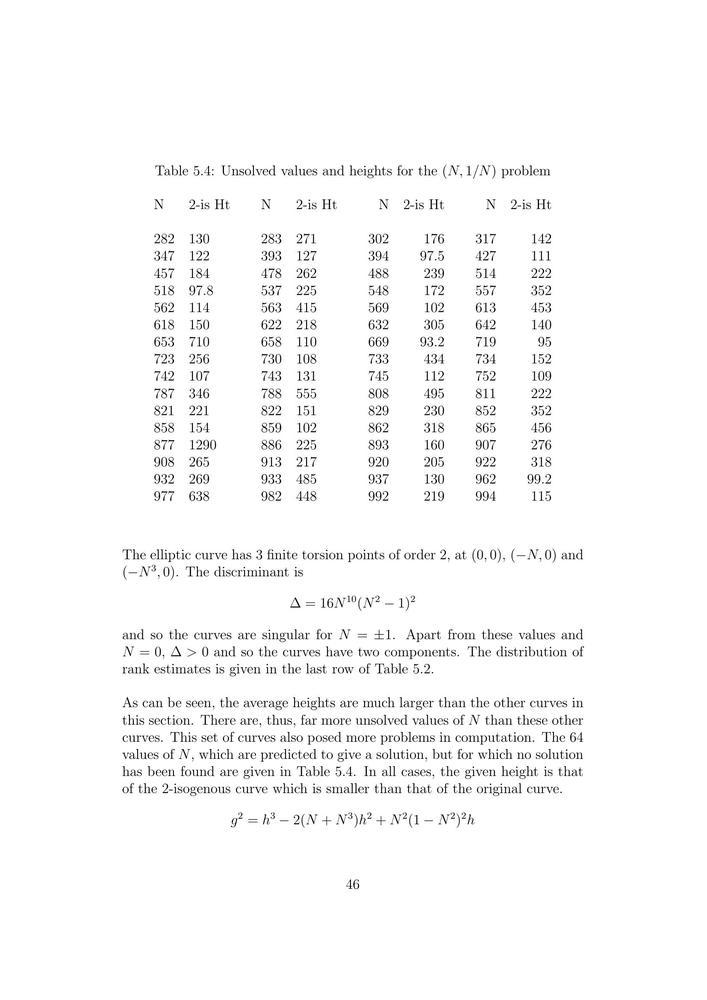 Table 5.4: Unsolved values and heights for the (N, 1/N) problem
N 2-is Ht N 2-is Ht N 2-is Ht N 2-is Ht
282 130 283 271 302 176 317 142
347 122 393 127 394 97.5 427 111
457 184 478 262 488 239 514 222
518 97.8 537 225 548 172 557 352
562 114 563 415 569 102 613 453
618 150 622 218 632 305 642 140
653 710 658 110 669 93.2 719 95
723 256 730 108 733 434 734 152
742 107 743 131 745 112 752 109
787 346 788 555 808 495 811 222
821 221 822 151 829 230 852 352
858 154 859 102 862 318 865 456
877 1290 886 225 893 160 907 276
908 265 913 217 920 205 922 318
932 269 933 485 937 130 962 99.2
977 638 982 448 992 219 994 115
The elliptic curve has 3 finite torsion points of order 2, at (0, 0), (−N, 0) and
(−N³, 0). The discriminant is
Δ = 16N¹⁰(N² − 1)²
and so the curves are singular for N = ±1. Apart from these values and
N = 0, Δ > 0 and so the curves have two components. The distribution of
rank estimates is given in the last row of Table 5.2.
As can be seen, the average heights are much larger than the other curves in
this section. There are, thus, far more unsolved values of N than these other
curves. This set of curves also posed more problems in computation. The 64
values of N, which are predicted to give a solution, but for which no solution
has been found are given in Table 5.4. In all cases, the given height is that
of the 2-isogenous curve which is smaller than that of the original curve.
g² = h³ − 2(N + N³)h² + N²(1 − N²)²h
46